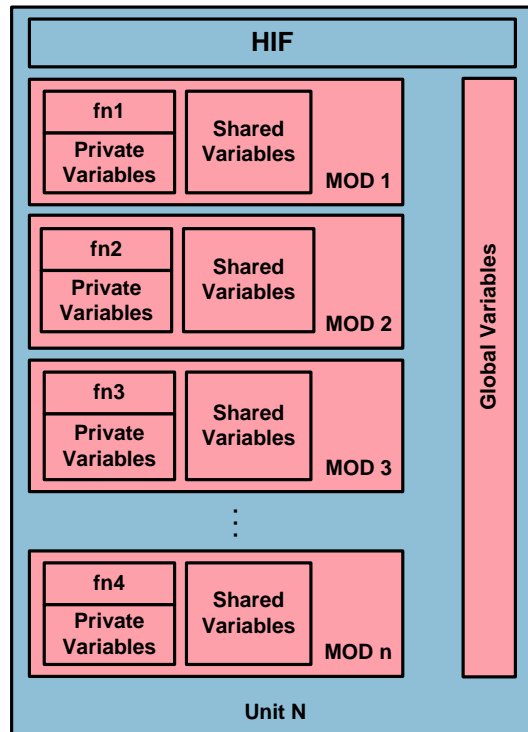 HIF
fn1
Private
Variables
Shared
Variables
MOD 1
fn2
Private
Variables
Shared
Variables
MOD 2
fn3
Private
Variables
Shared
Variables
MOD 3
...
fn4
Private
Variables
Shared
Variables
MOD n
Global Variables
Unit N